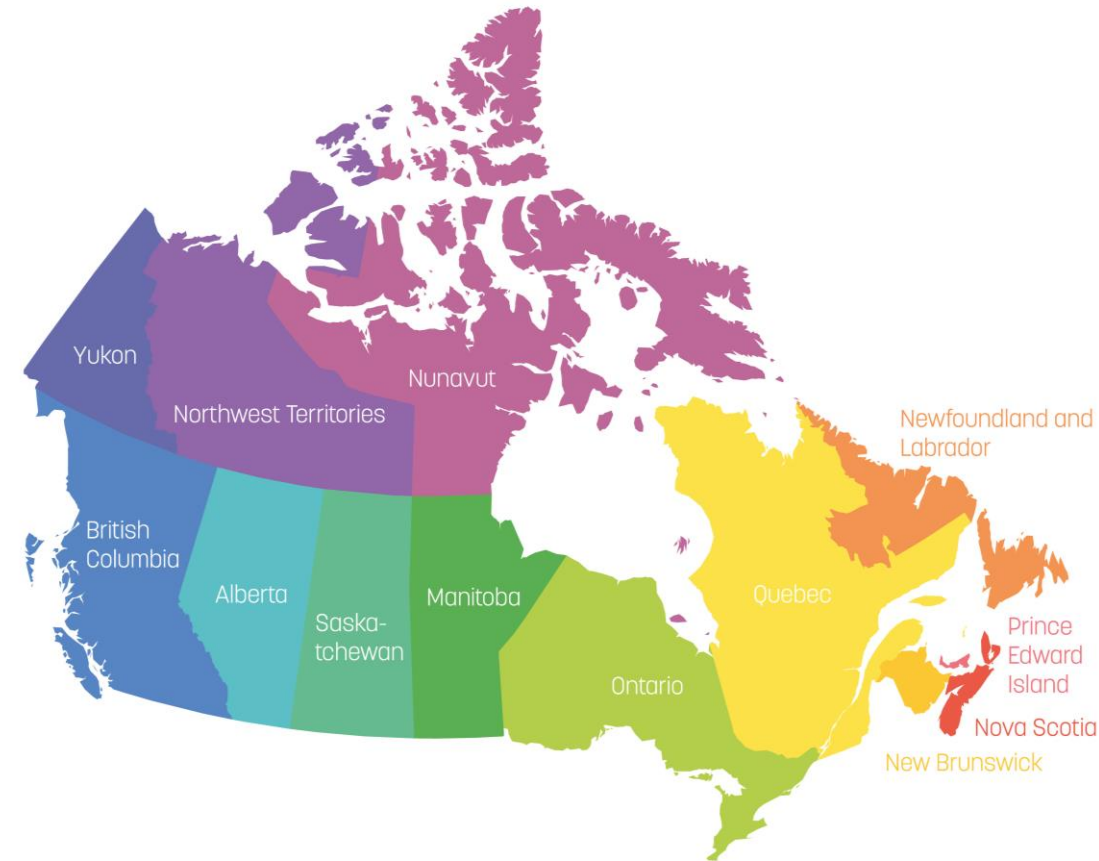 Yukon
Northwest Territories
Nunavut
Newfoundland and
Labrador
British
Columbia
Alberta
Saska-
tchewan
Manitoba
Ontario
Quebec
Prince
Edward
Island
Nova Scotia
New Brunswick